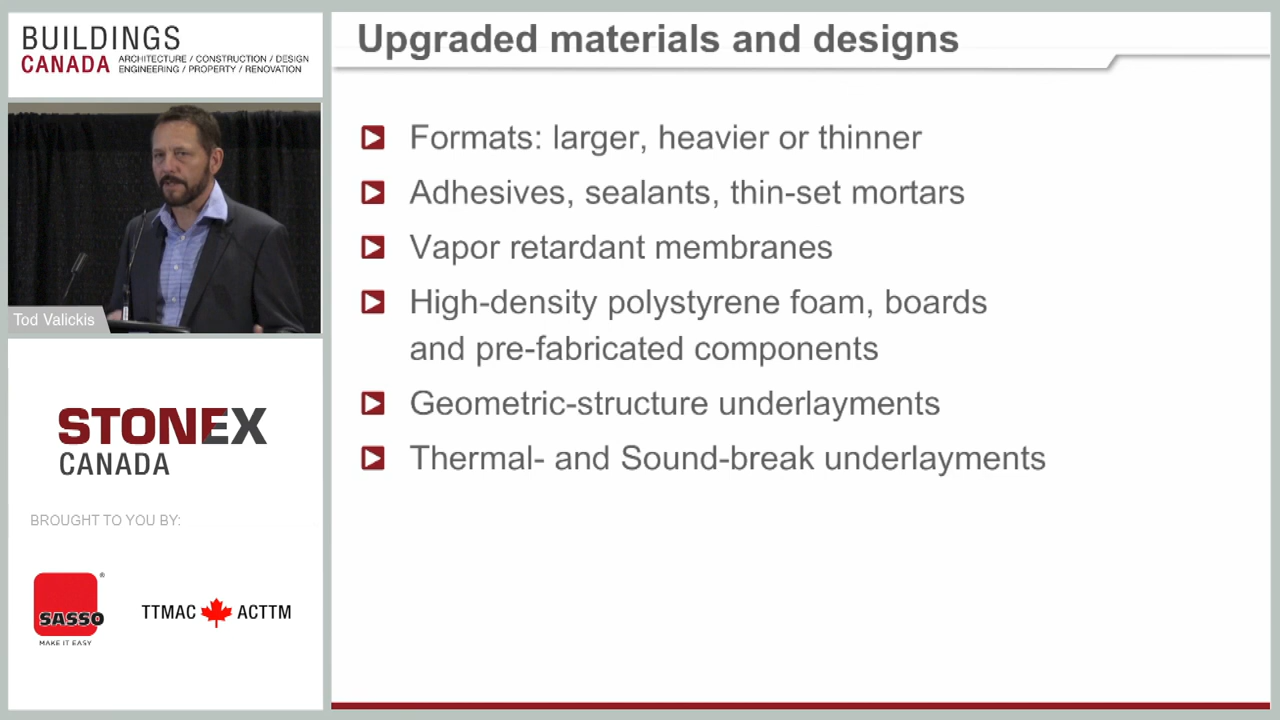 BUILDINGS
CANADA
ARCHITECTURE / CONSTRUCTION / DESIGN
ENGINEERING / PROPERTY / RENOVATION
Tod Valickis
STONEX
CANADA
BROUGHT TO YOU BY:
SASSO
®
MAKE IT EASY
TTMAC ACTTM
Upgraded materials and designs
Formats: larger, heavier or thinner
Adhesives, sealants, thin-set mortars
Vapor retardant membranes
High-density polystyrene foam, boards
and pre-fabricated components
Geometric-structure underlayments
Thermal- and Sound-break underlayments